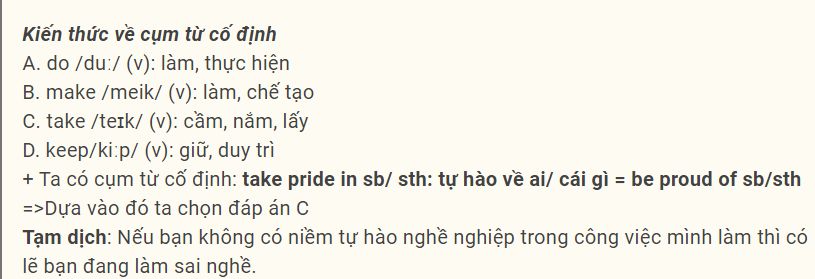 Kiến thức về cụm từ cố định
A. do /duː/ (v): làm, thực hiện
B. make /meik/ (v): làm, chế tạo
C. take /teɪk/ (v): cầm, nắm, lấy
D. keep/kiːp/ (v): giữ, duy trì
+ Ta có cụm từ cố định: take pride in sb/ sth: tự hào về ai/ cái gì = be proud of sb/sth
=>Dựa vào đó ta chọn đáp án C
Tạm dịch: Nếu bạn không có niềm tự hào nghề nghiệp trong công việc mình làm thì có
lẽ bạn đang làm sai nghề.